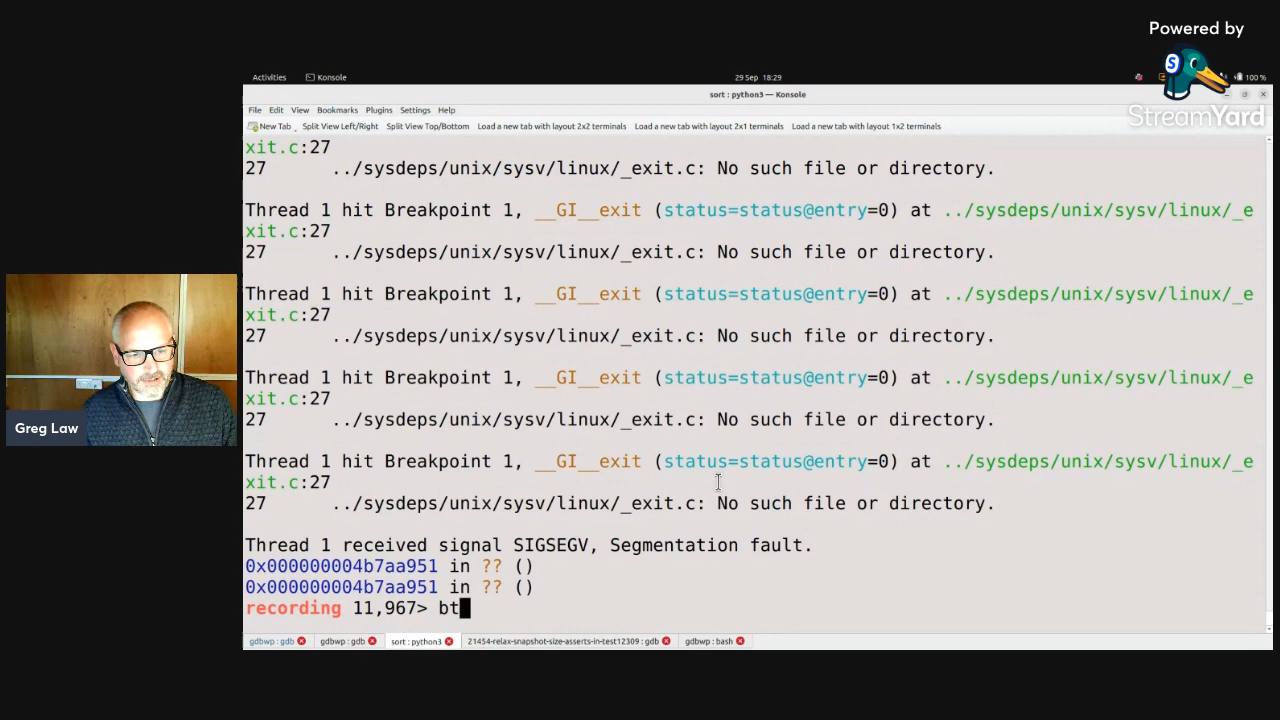 Powered by
StreamYard
Activities Konsole 29 Sep 18:29 100 %
sort : python3 — Konsole
File Edit View Bookmarks Plugins Settings Help
New Tab Split View Left/Right Split View Top/Bottom Load a new tab with layout 2x2 terminals Load a new tab with layout 2x1 terminals Load a new tab with layout 1x2 terminals
xit.c:27
27 ../sysdeps/unix/sysv/linux/_exit.c: No such file or directory.
Thread 1 hit Breakpoint 1, __GI__exit (status=status@entry=0) at ../sysdeps/unix/sysv/linux/_e
xit.c:27
27 ../sysdeps/unix/sysv/linux/_exit.c: No such file or directory.
Thread 1 hit Breakpoint 1, __GI__exit (status=status@entry=0) at ../sysdeps/unix/sysv/linux/_e
xit.c:27
27 ../sysdeps/unix/sysv/linux/_exit.c: No such file or directory.
Thread 1 hit Breakpoint 1, __GI__exit (status=status@entry=0) at ../sysdeps/unix/sysv/linux/_e
xit.c:27
27 ../sysdeps/unix/sysv/linux/_exit.c: No such file or directory.
Thread 1 hit Breakpoint 1, __GI__exit (status=status@entry=0) at ../sysdeps/unix/sysv/linux/_e
xit.c:27
27 ../sysdeps/unix/sysv/linux/_exit.c: No such file or directory.
Thread 1 received signal SIGSEGV, Segmentation fault.
0x000000004b7aa951 in ?? ()
0x000000004b7aa951 in ?? ()
recording 11,967> bt
gdbwp : gdb gdbwp : gdb sort : python3 21454-relax-snapshot-size-asserts-in-test12309 : gdb gdbwp : bash
Greg Law